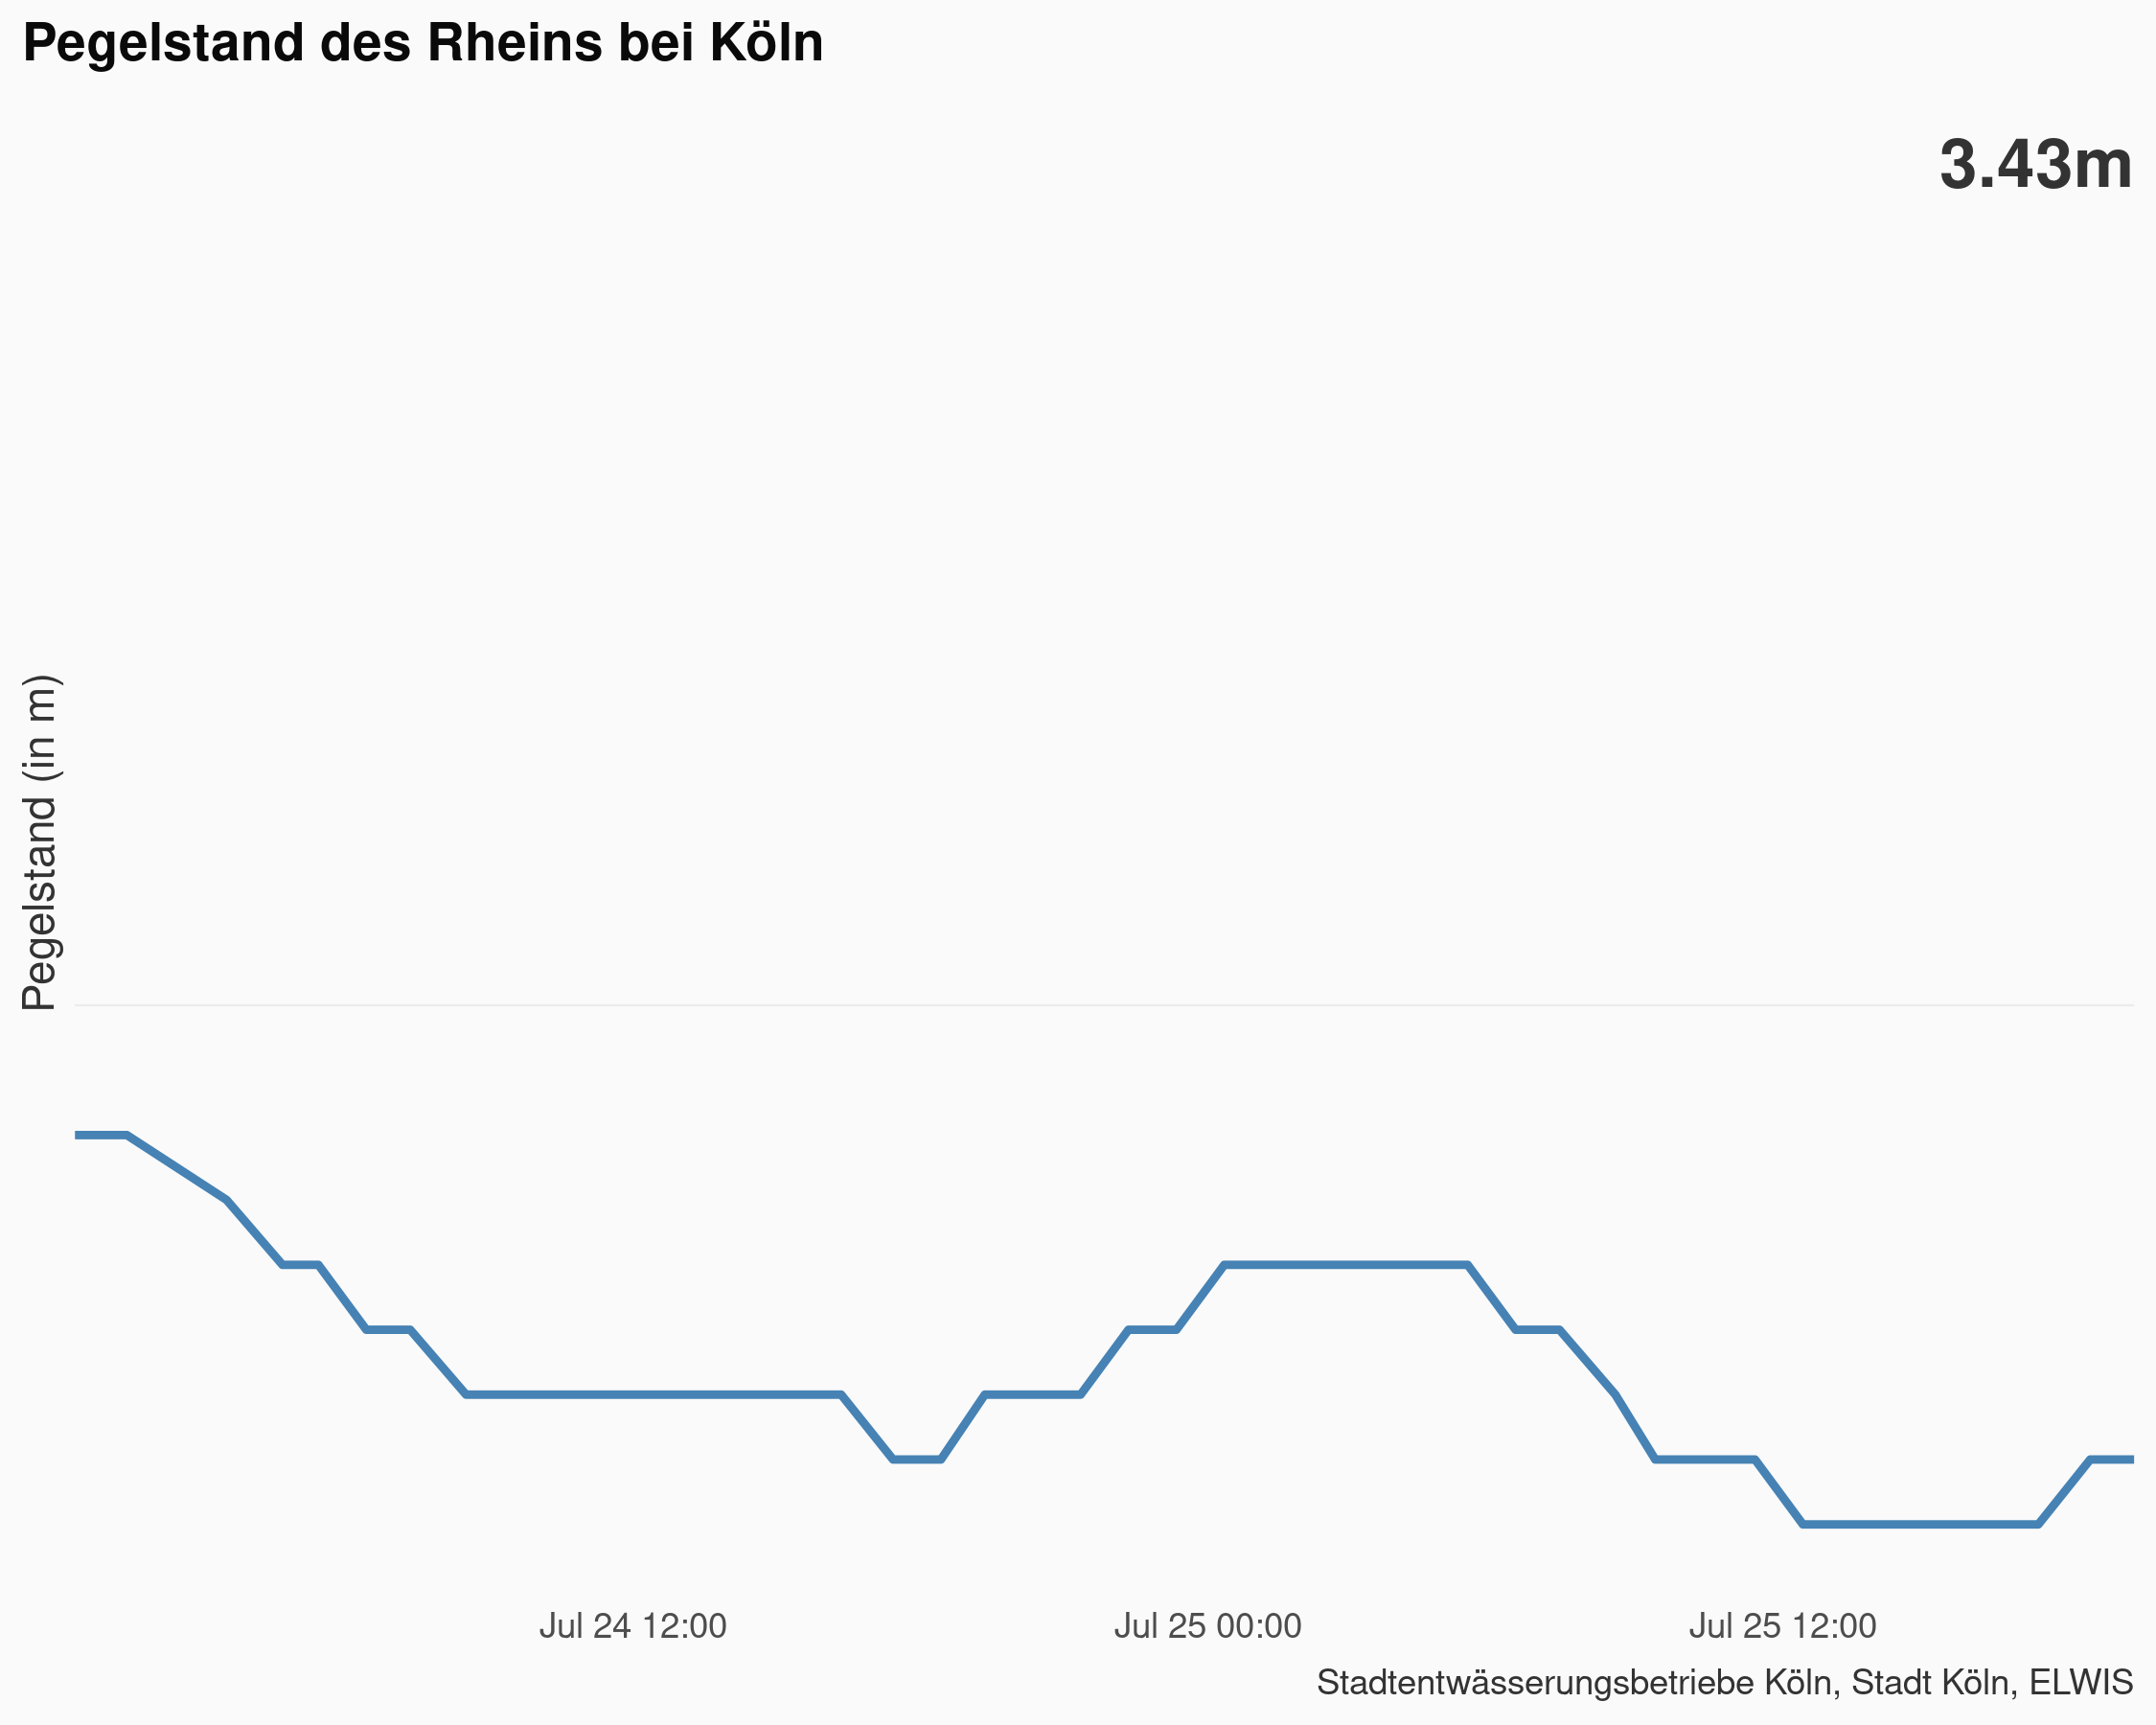 Pegelstand des Rheins bei Köln
3.43m
Pegelstand (in m)
Jul 24 12:00
Jul 25 00:00
Jul 25 12:00
Stadtentwässerungsbetriebe Köln, Stadt Köln, ELWIS